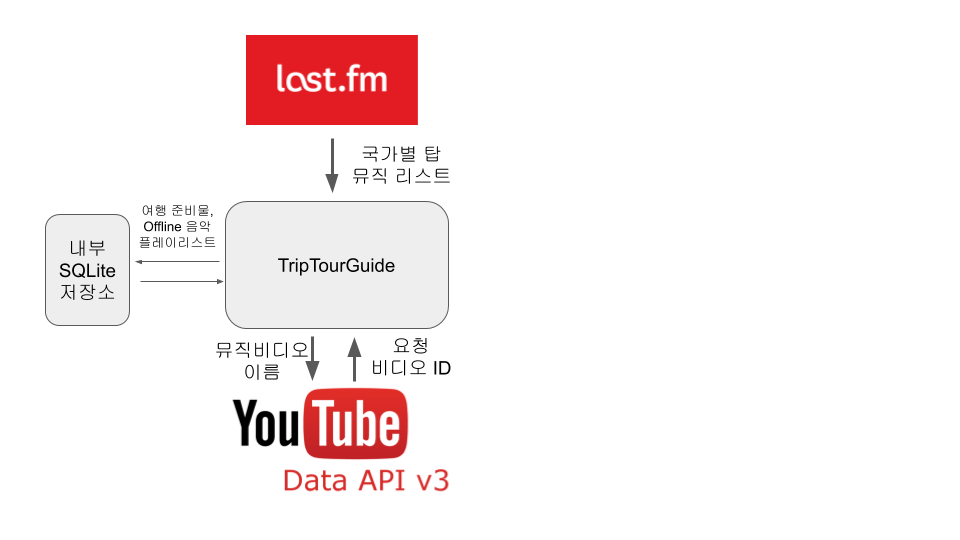 last.fm
국가별 탑
뮤직 리스트
여행 준비물,
Offline 음악
플레이리스트
내부
SQLite
저장소
TripTourGuide
뮤직비디오
이름
요청
비디오 ID
YouTube
Data API v3